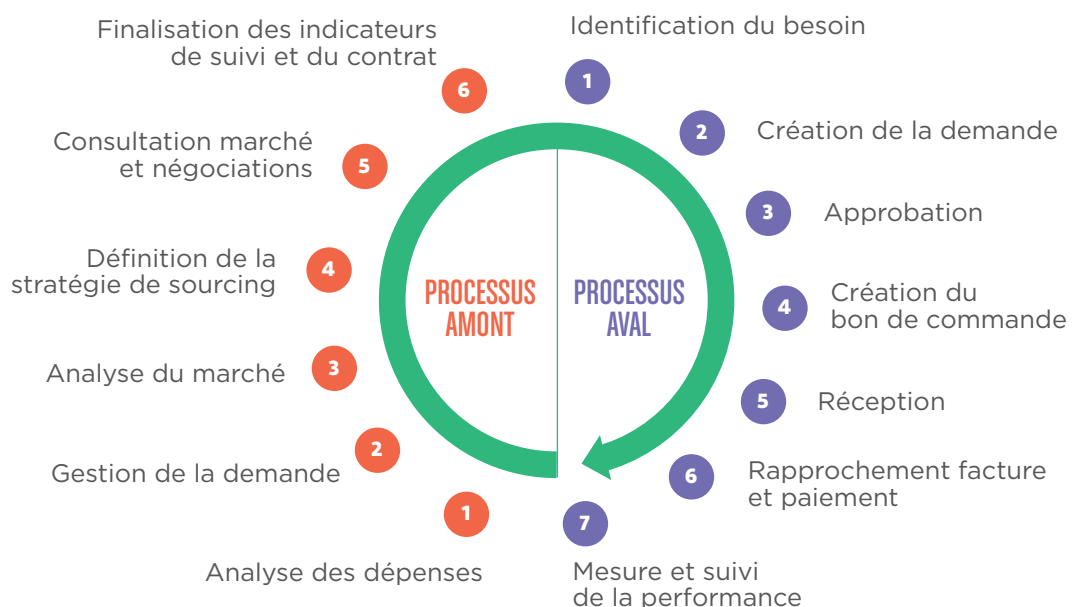 Finalisation des indicateurs
de suivi et du contrat
6
Consultation marché
et négociations
5
Définition de la
stratégie de sourcing
4
Analyse du marché
3
Gestion de la demande
2
Analyse des dépenses
1
PROCESSUS
AMONT
PROCESSUS
AVAL
Identification du besoin
1
2
Création de la demande
3
Approbation
4
Création du
bon de commande
5
Réception
6
Rapprochement facture
et paiement
7
Mesure et suivi
de la performance